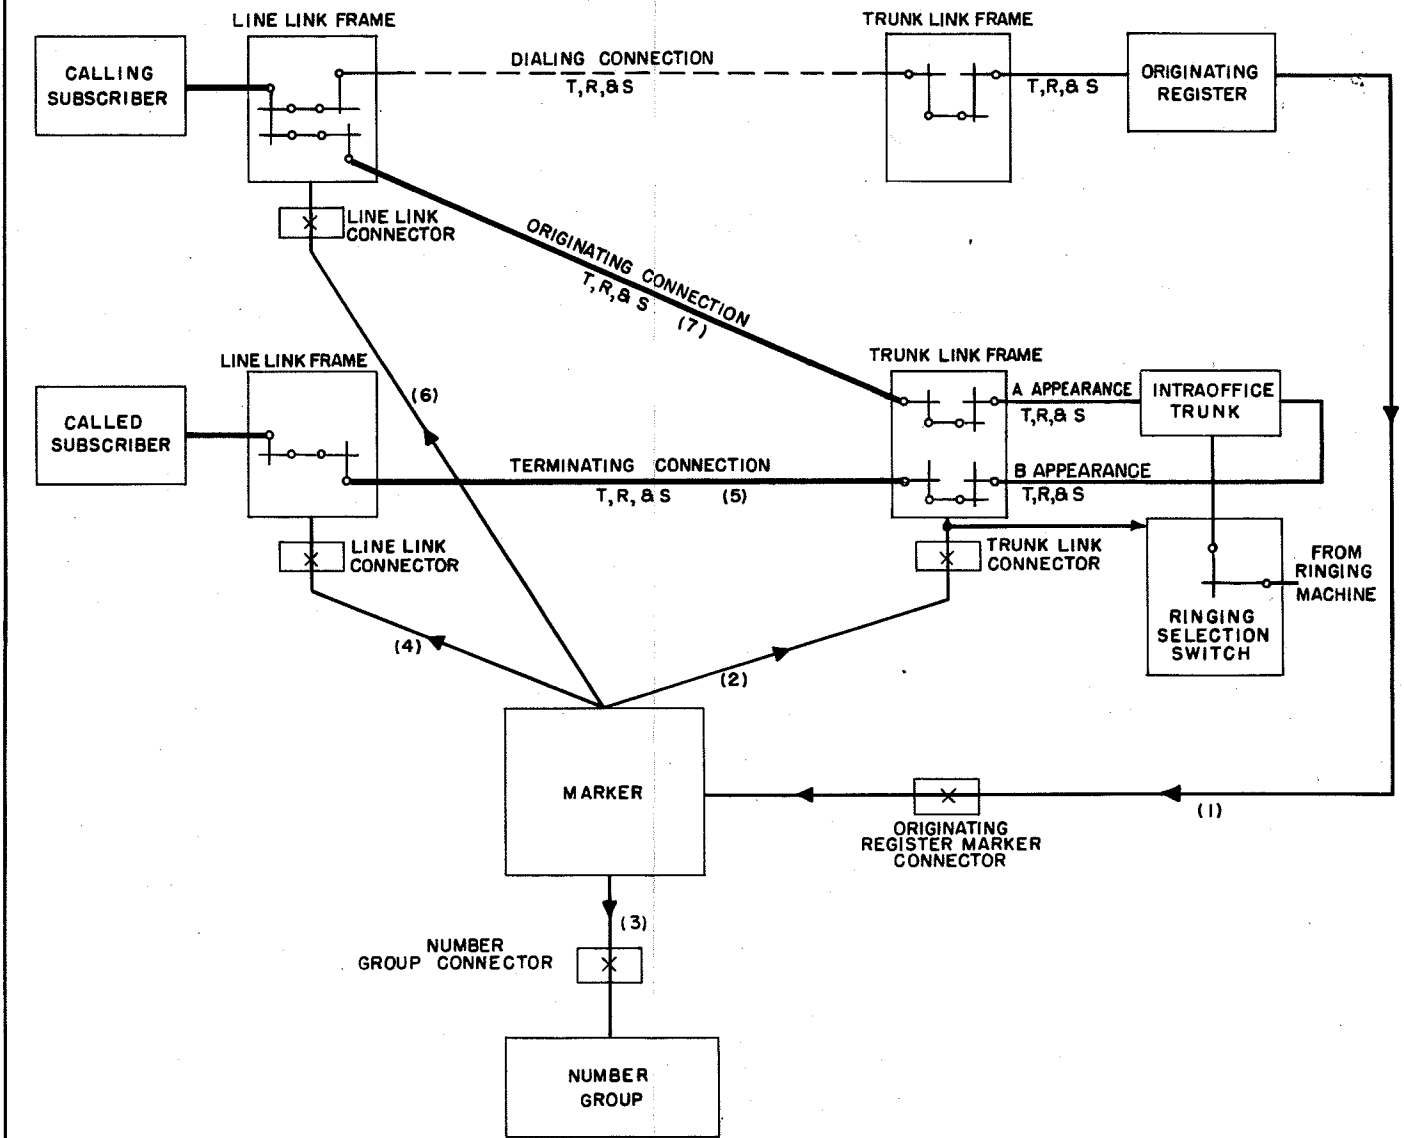 LINE LINK FRAME
TRUNK LINK FRAME
CALLING
SUBSCRIBER
DIALING CONNECTION
T,R,& S
T,R,& S
ORIGINATING
REGISTER
LINE LINK
CONNECTOR
ORIGINATING CONNECTION
T, R, & S
(7)
LINE LINK FRAME
TRUNK LINK FRAME
CALLED
SUBSCRIBER
(6)
A APPEARANCE
T,R,& S
INTRAOFFICE
TRUNK
TERMINATING CONNECTION
T, R, & S (5)
B APPEARANCE
T,R,& S
LINE LINK
CONNECTOR
TRUNK LINK
CONNECTOR
FROM
RINGING
MACHINE
RINGING
SELECTION
SWITCH
(4)
(2)
MARKER
(1)
ORIGINATING
REGISTER MARKER
CONNECTOR
(3)
NUMBER
GROUP CONNECTOR
NUMBER
GROUP